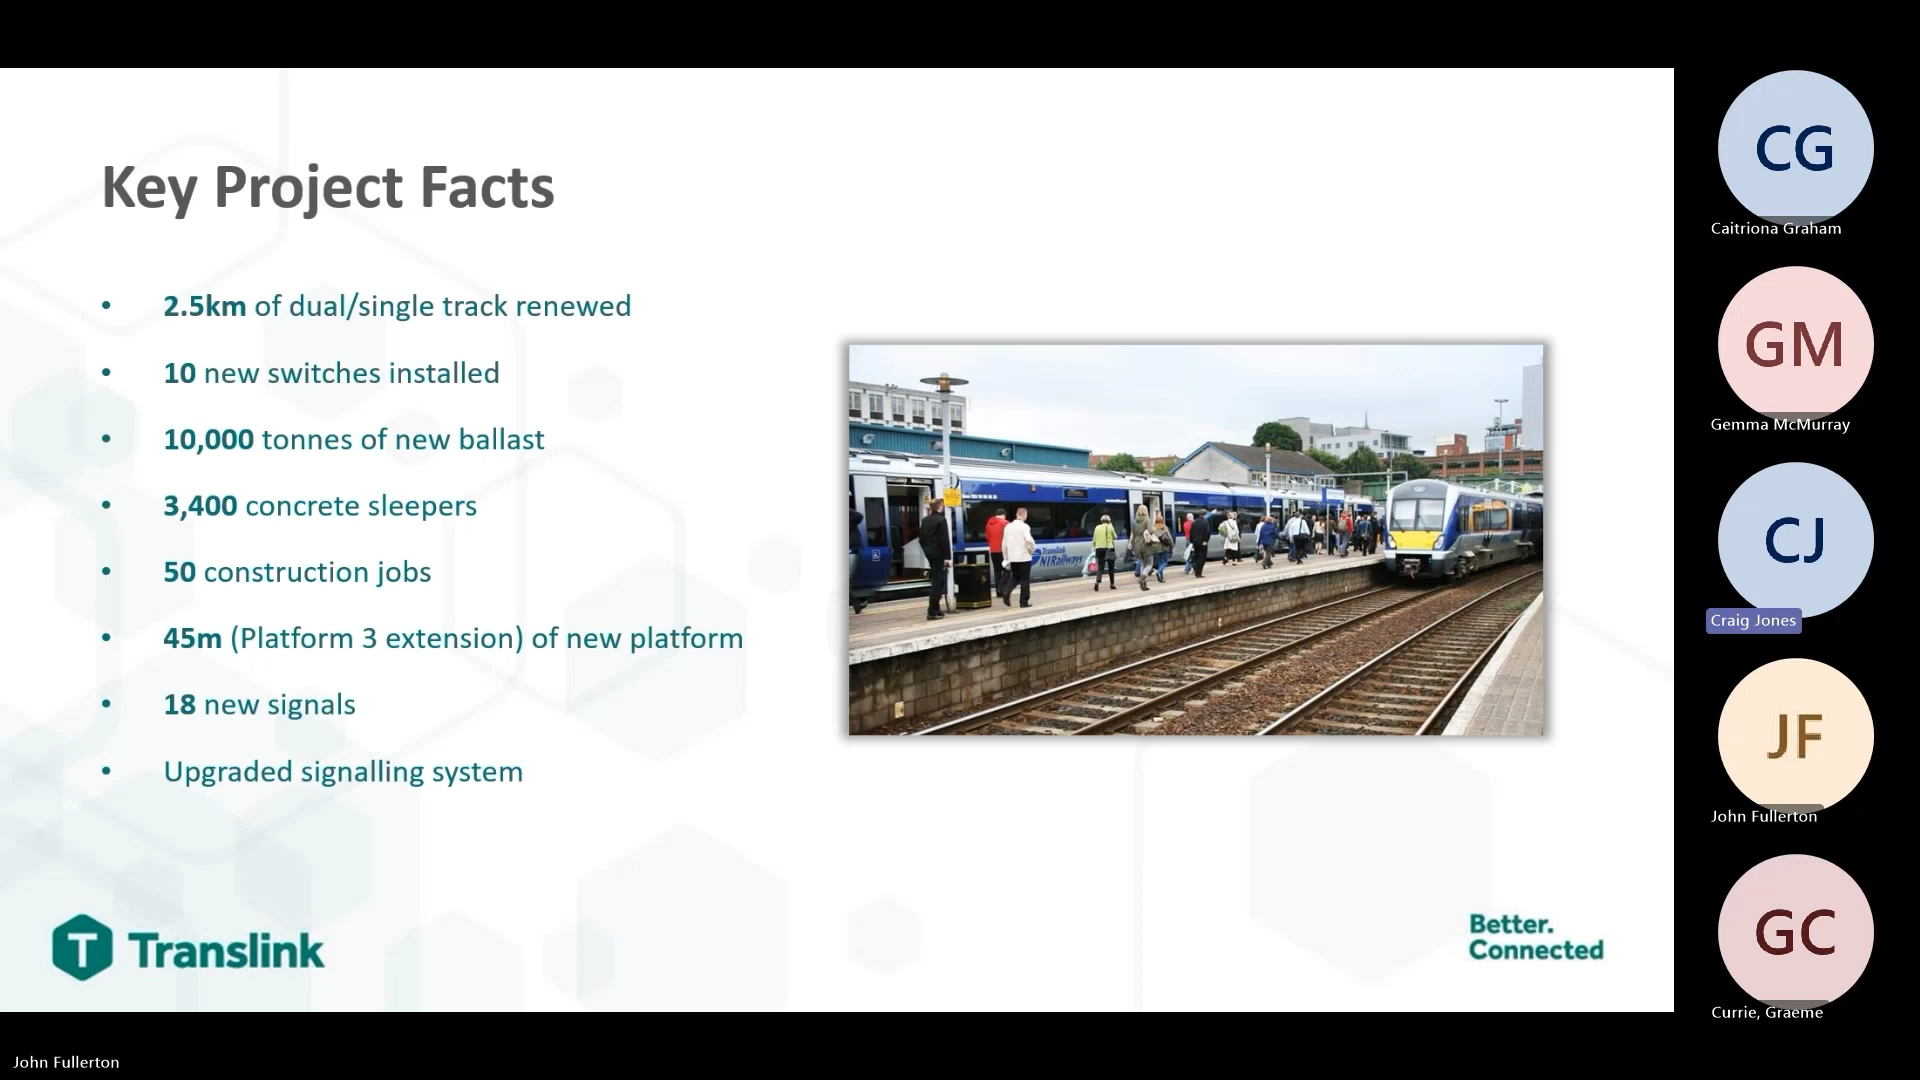 Key Project Facts
• 2.5km of dual/single track renewed
• 10 new switches installed
• 10,000 tonnes of new ballast
• 3,400 concrete sleepers
• 50 construction jobs
• 45m (Platform 3 extension) of new platform
• 18 new signals
• Upgraded signalling system
Translink
NI Railways
T Translink
Better.
Connected
CG
Caitriona Graham
GM
Gemma McMurray
CJ
Craig Jones
JF
John Fullerton
GC
Currie, Graeme
John Fullerton